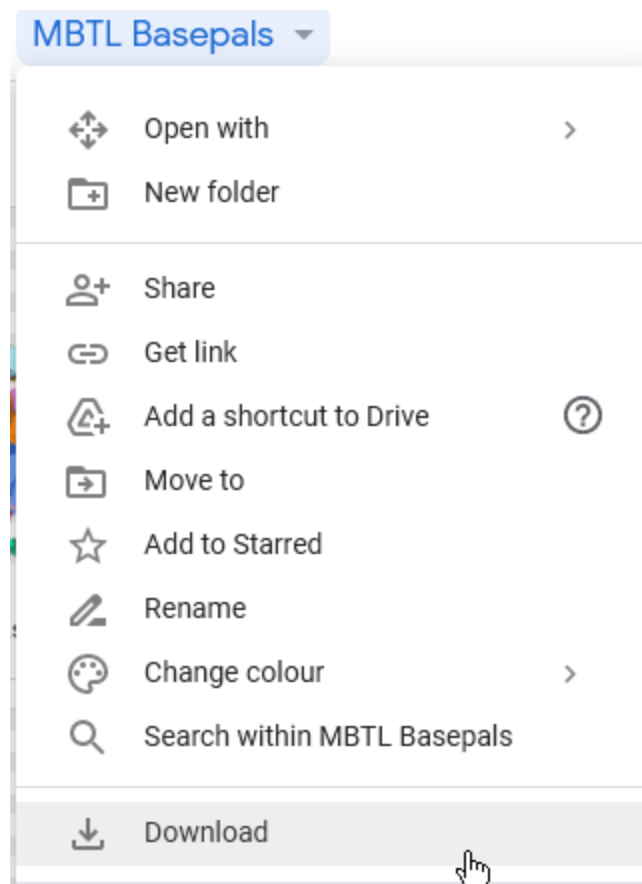 MBTL Basepals
Open with
New folder
Share
Get link
Add a shortcut to Drive
Move to
Add to Starred
Rename
Change colour
Search within MBTL Basepals
Download